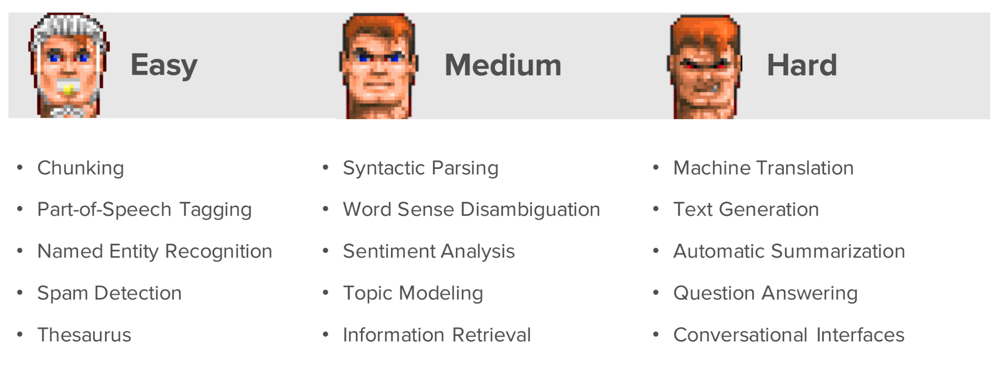 Easy
Medium
Hard
• Chunking
• Part-of-Speech Tagging
• Named Entity Recognition
• Spam Detection
• Thesaurus
• Syntactic Parsing
• Word Sense Disambiguation
• Sentiment Analysis
• Topic Modeling
• Information Retrieval
• Machine Translation
• Text Generation
• Automatic Summarization
• Question Answering
• Conversational Interfaces